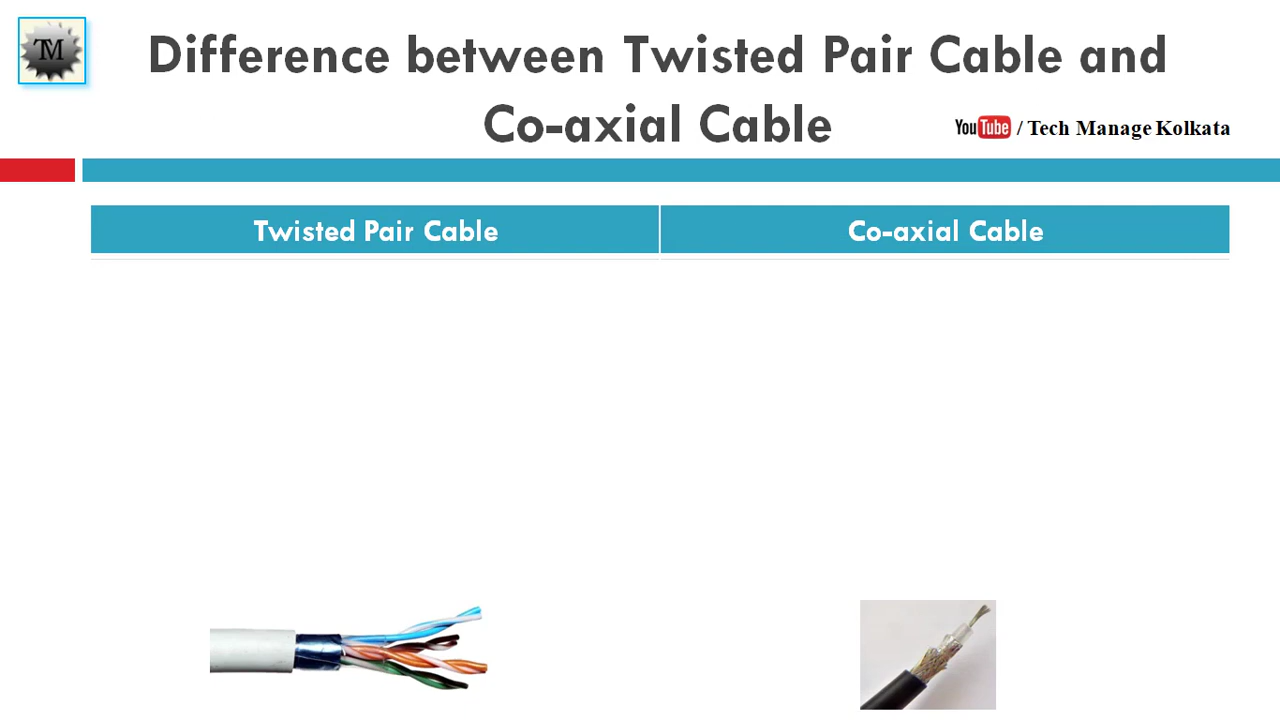 TM
Difference between Twisted Pair Cable and
Co-axial Cable
YouTube / Tech Manage Kolkata
Twisted Pair Cable
Co-axial Cable